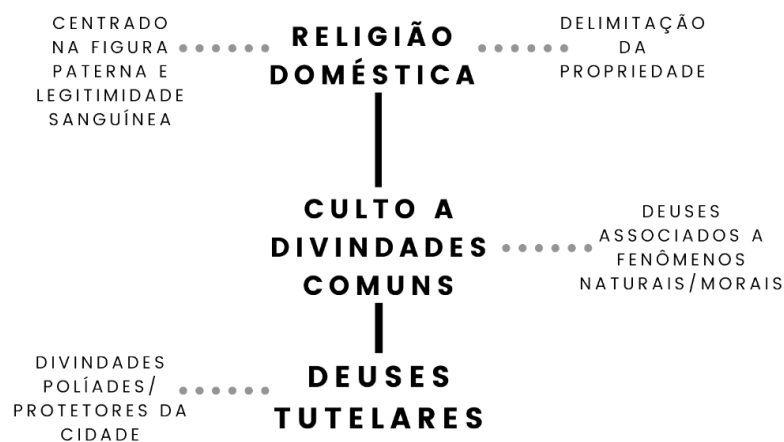 CENTRADO
NA FIGURA
PATERNA E
LEGITIMIDADE
SANGUÍNEA
RELIGIÃO
DOMÉSTICA
DELIMITAÇÃO
DA
PROPRIEDADE
CULTO A
DIVINDADES
COMUNS
DEUSES
ASSOCIADOS A
FENÔMENOS
NATURAIS/MORAIS
DIVINDADES
POLÍADES/
PROTETORES DA
CIDADE
DEUSES
TUTELARES